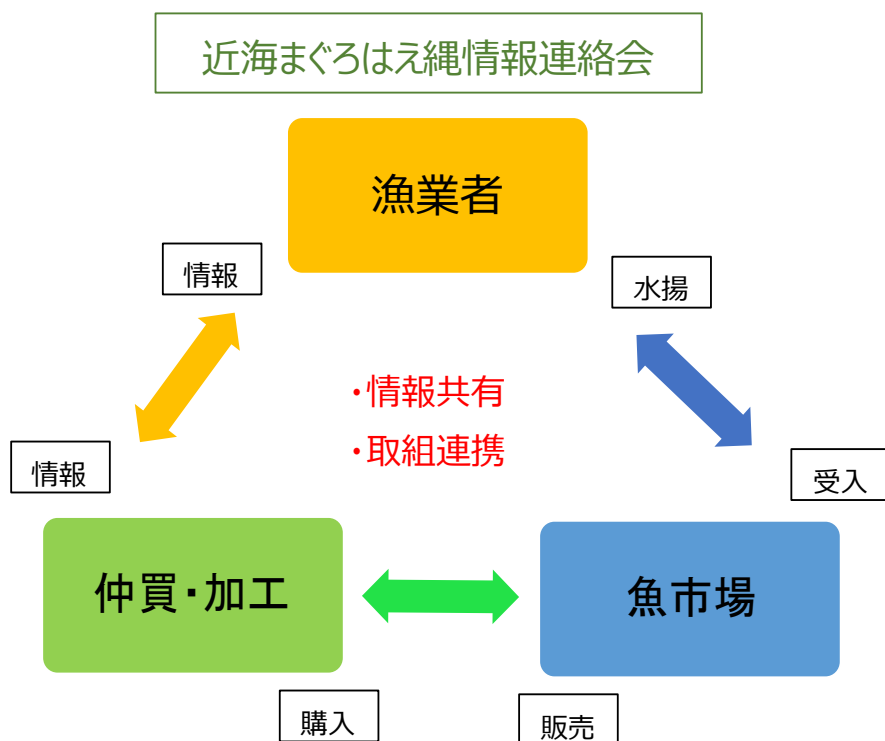 近海まぐろはえ縄情報連絡会
漁業者
情報
水揚
・情報共有
・取組連携
情報
受入
仲買・加工
魚市場
購入
販売